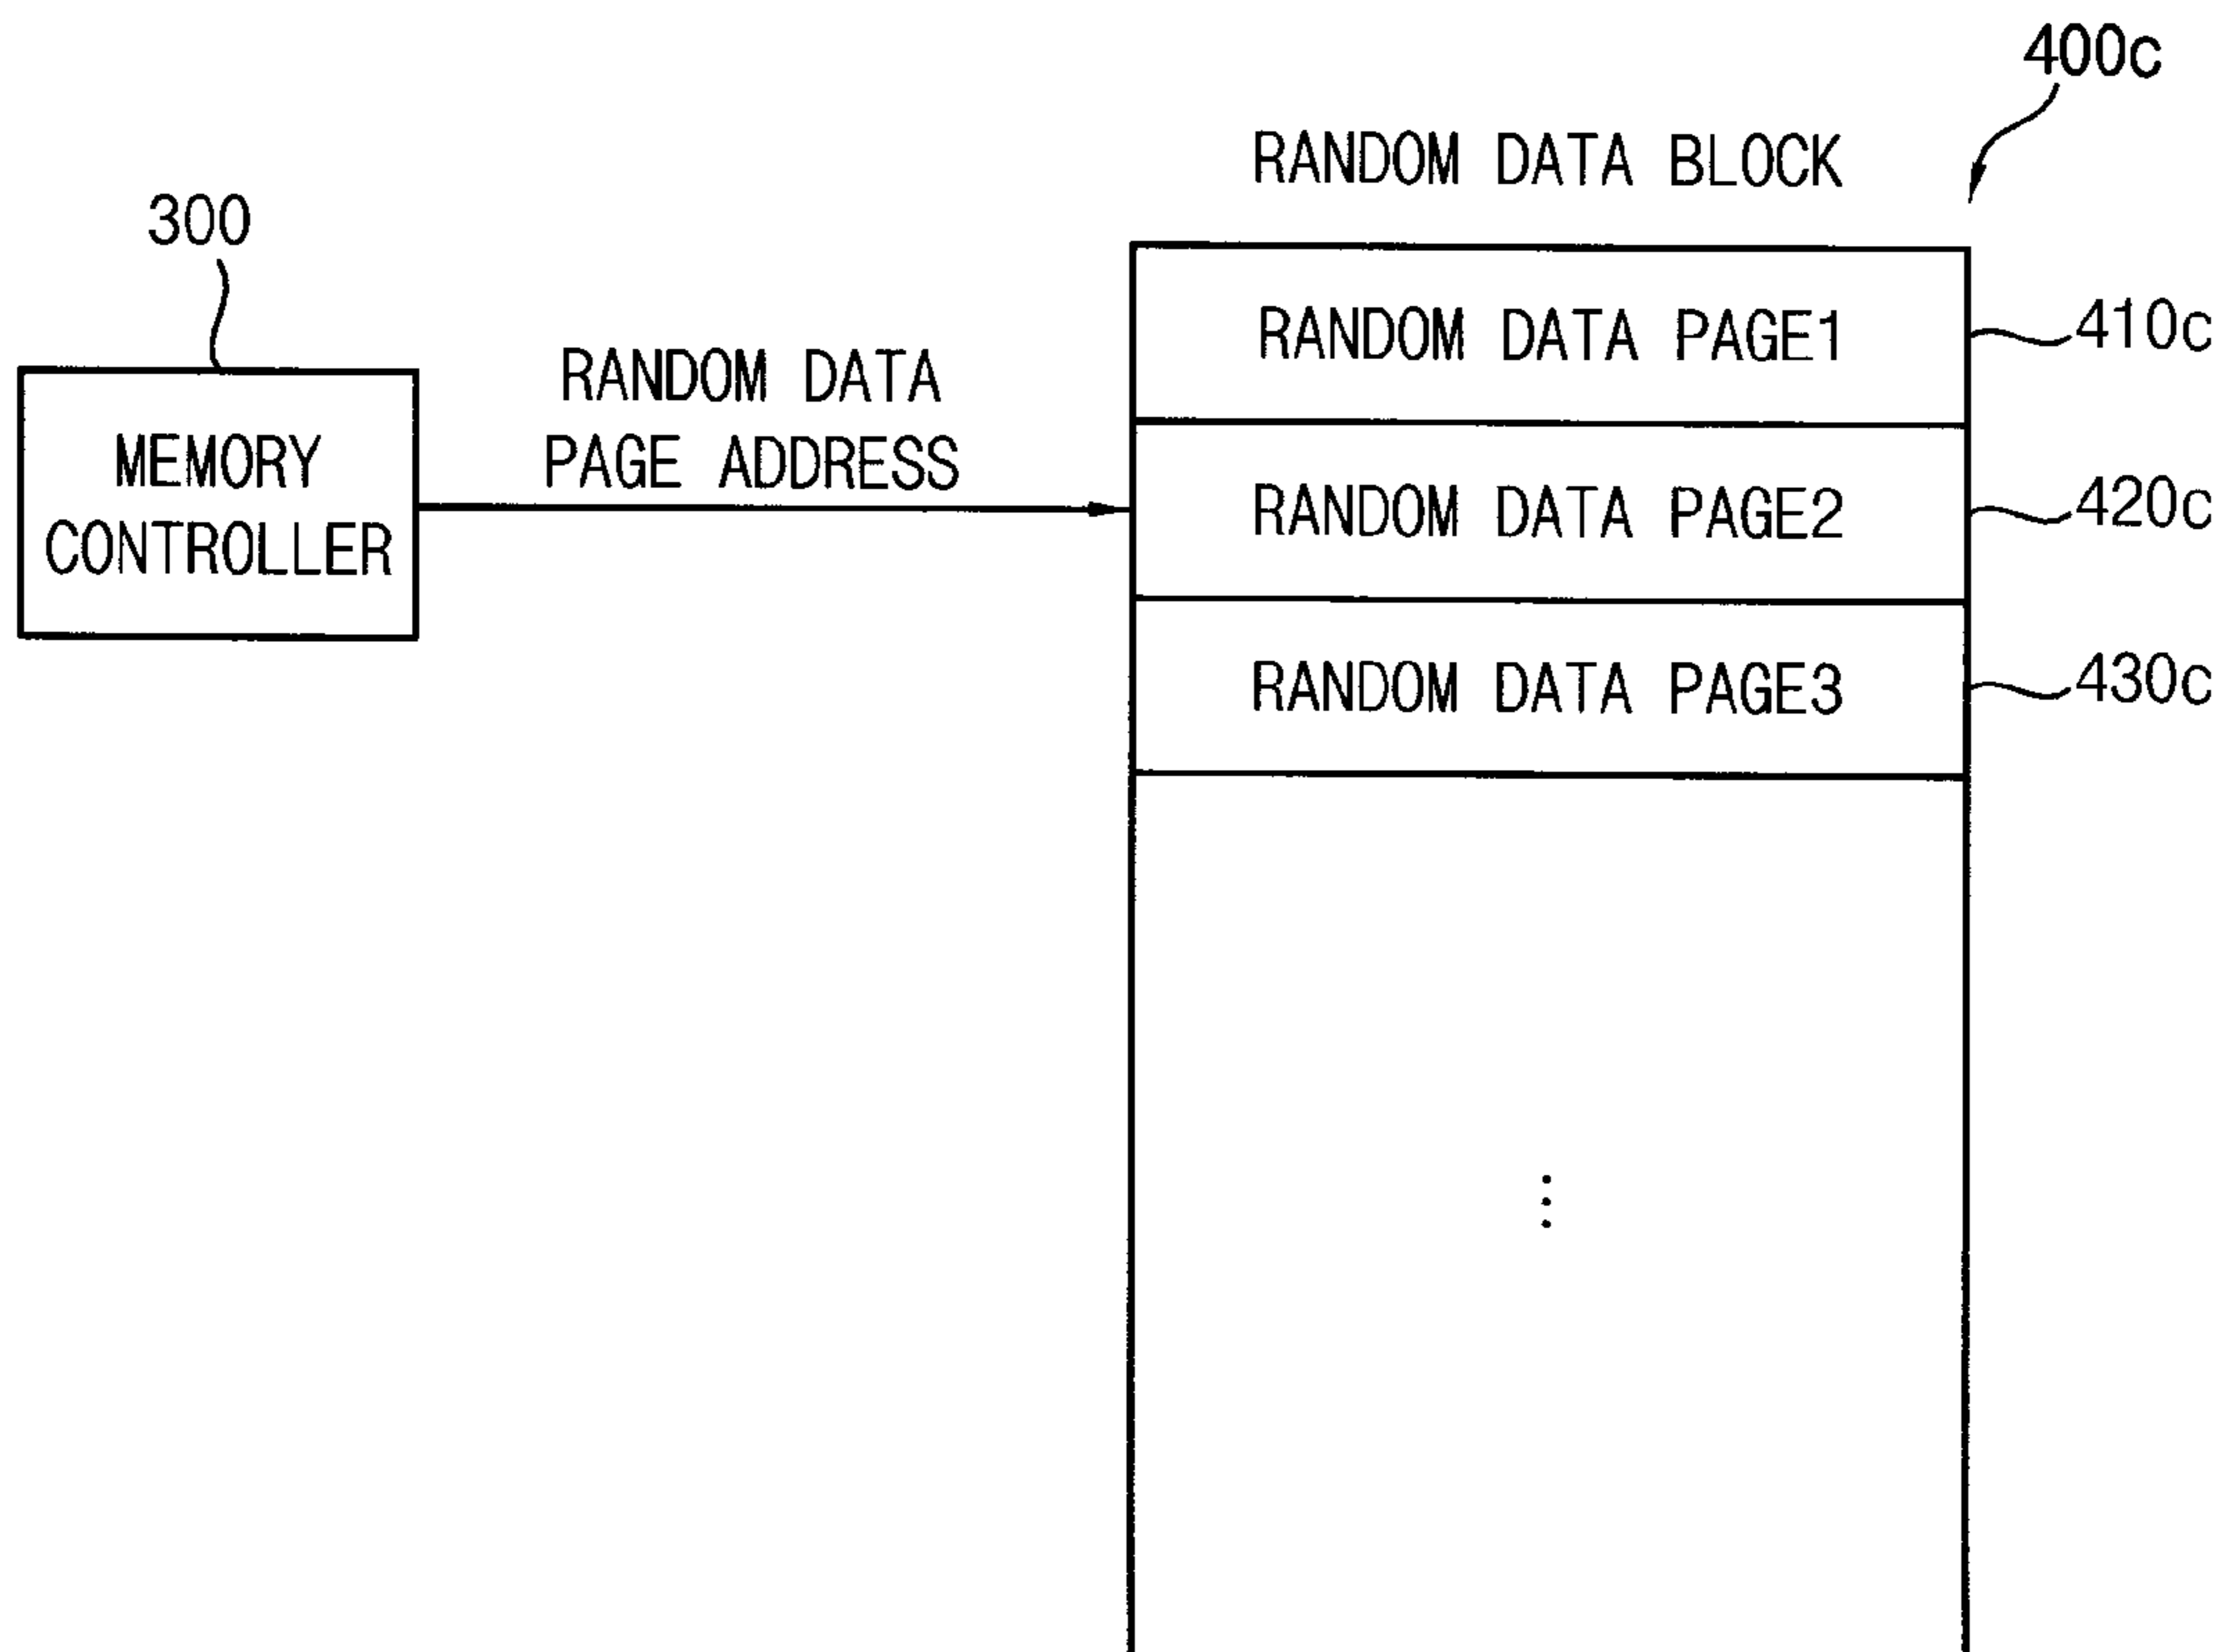 400c
RANDOM DATA BLOCK
300
RANDOM DATA PAGE1
410c
RANDOM DATA
PAGE ADDRESS
MEMORY
CONTROLLER
RANDOM DATA PAGE2
420c
RANDOM DATA PAGE3
430c